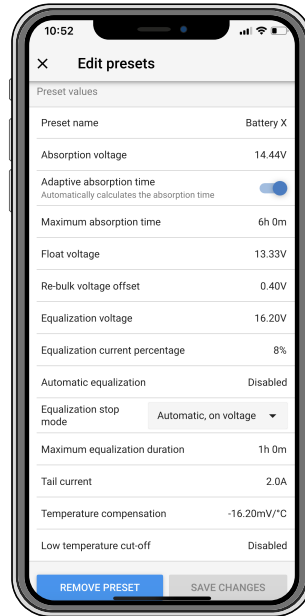 10:52
× Edit presets
Preset values
Preset name Battery X
Absorption voltage 14.44V
Adaptive absorption time
Automatically calculates the absorption time
Maximum absorption time 6h 0m
Float voltage 13.33V
Re-bulk voltage offset 0.40V
Equalization voltage 16.20V
Equalization current percentage 8%
Automatic equalization Disabled
Equalization stop
mode Automatic, on voltage
Maximum equalization duration 1h 0m
Tail current 2.0A
Temperature compensation -16.20mV/°C
Low temperature cut-off Disabled
REMOVE PRESET SAVE CHANGES